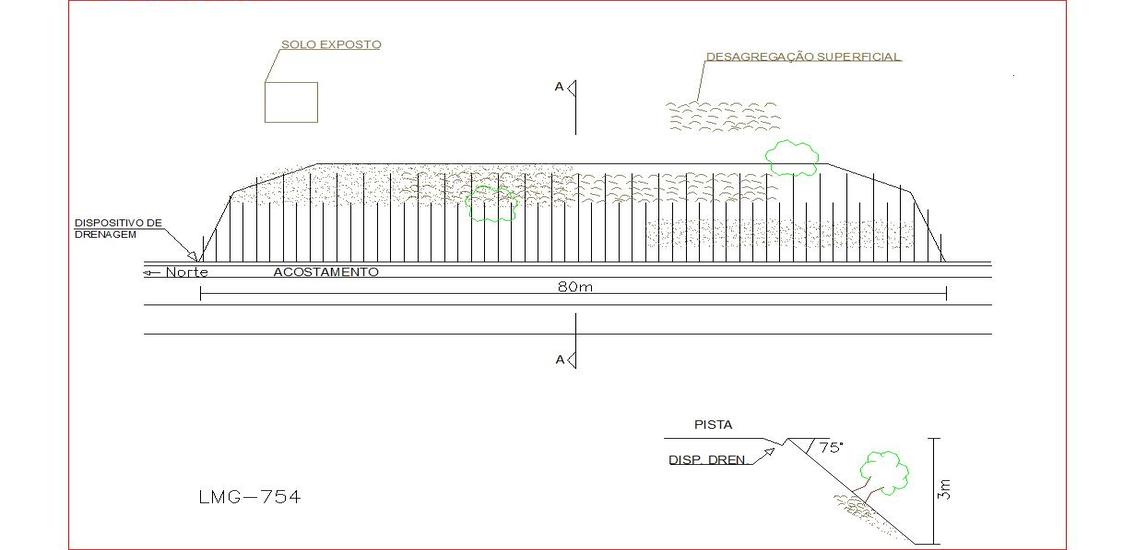 SOLO EXPOSTO
DESAGREGAÇÃO SUPERFICIAL
A
DISPOSITIVO DE
DRENAGEM
Norte
ACOSTAMENTO
80m
A
PISTA
75°
DISP. DREN.
3m
LMG-754